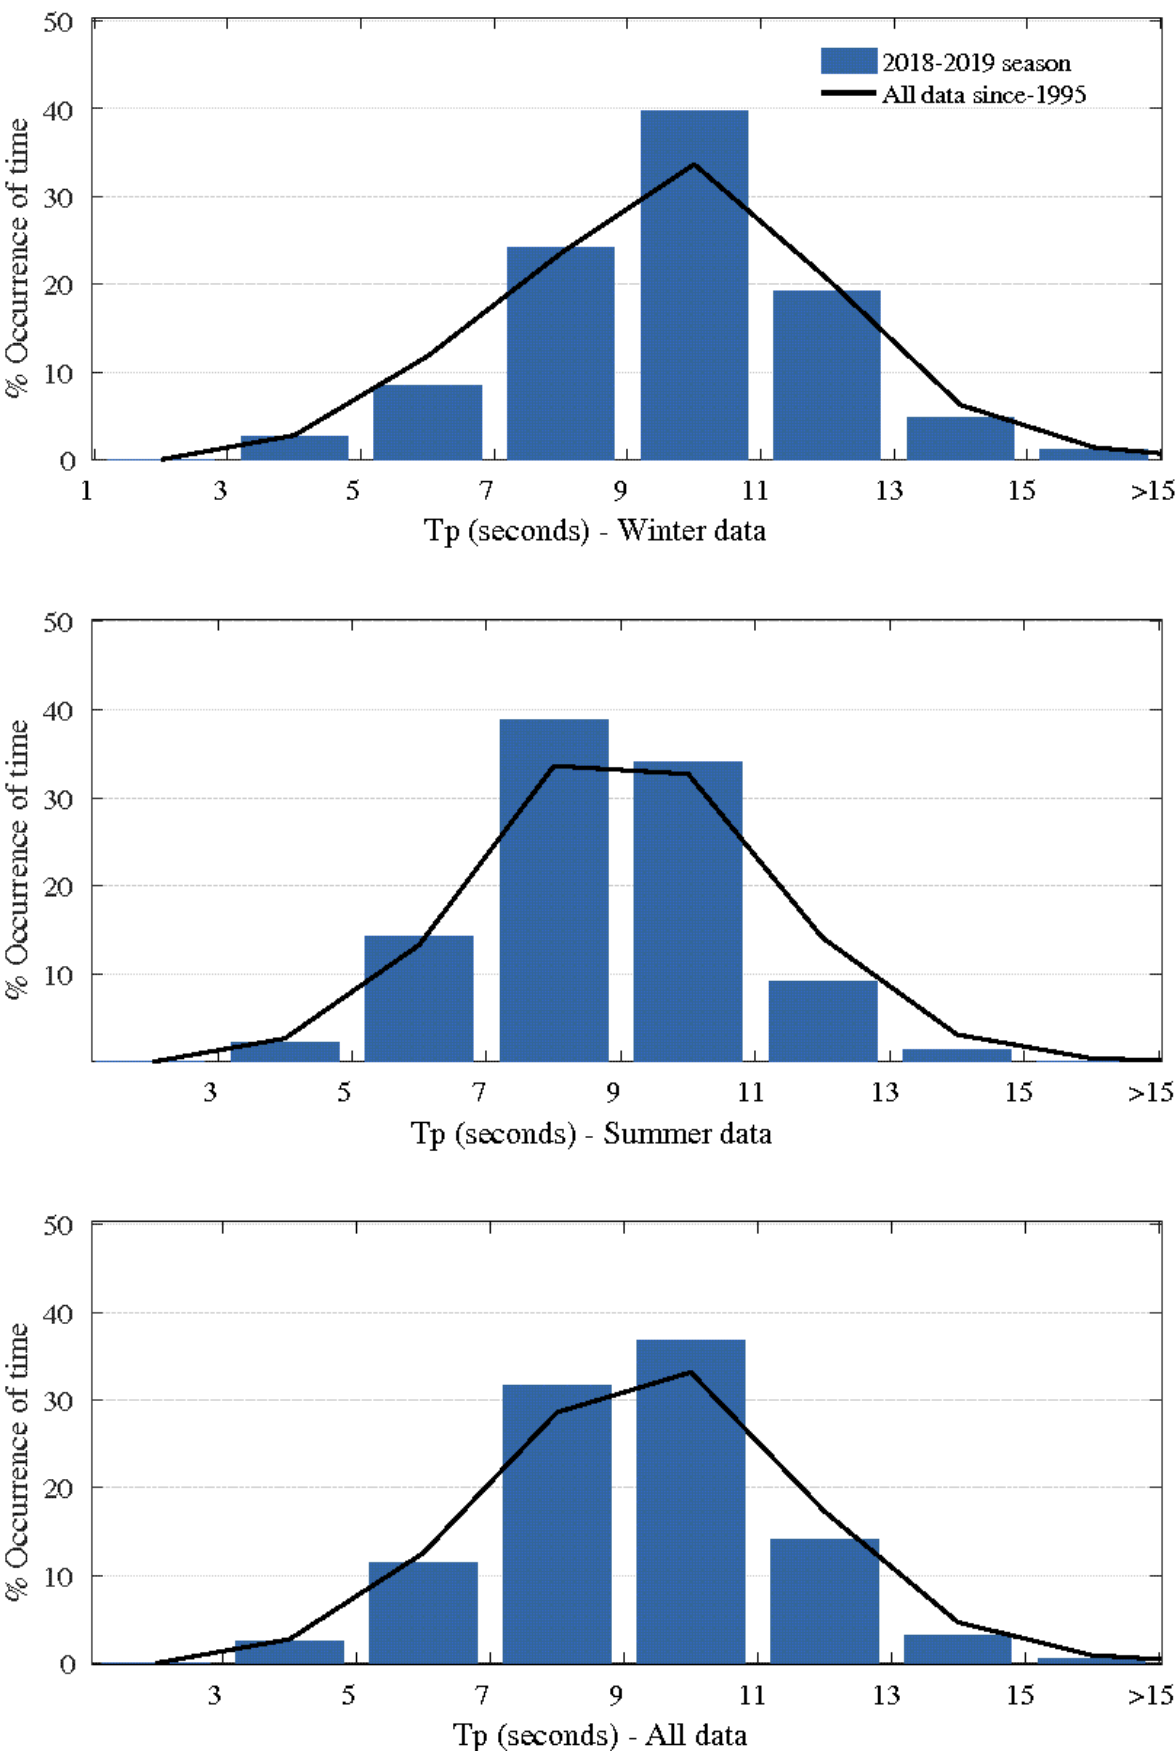 50
2018-2019 season
All data since-1995
40
30
20
10
0
% Occurrence of time
1 3 5 7 9 11 13 15 >15
Tp (seconds) - Winter data
50
40
30
20
10
% Occurrence of time
3 5 7 9 11 13 15 >15
Tp (seconds) - Summer data
50
40
30
20
10
0
% Occurrence of time
3 5 7 9 11 13 15 >15
Tp (seconds) - All data